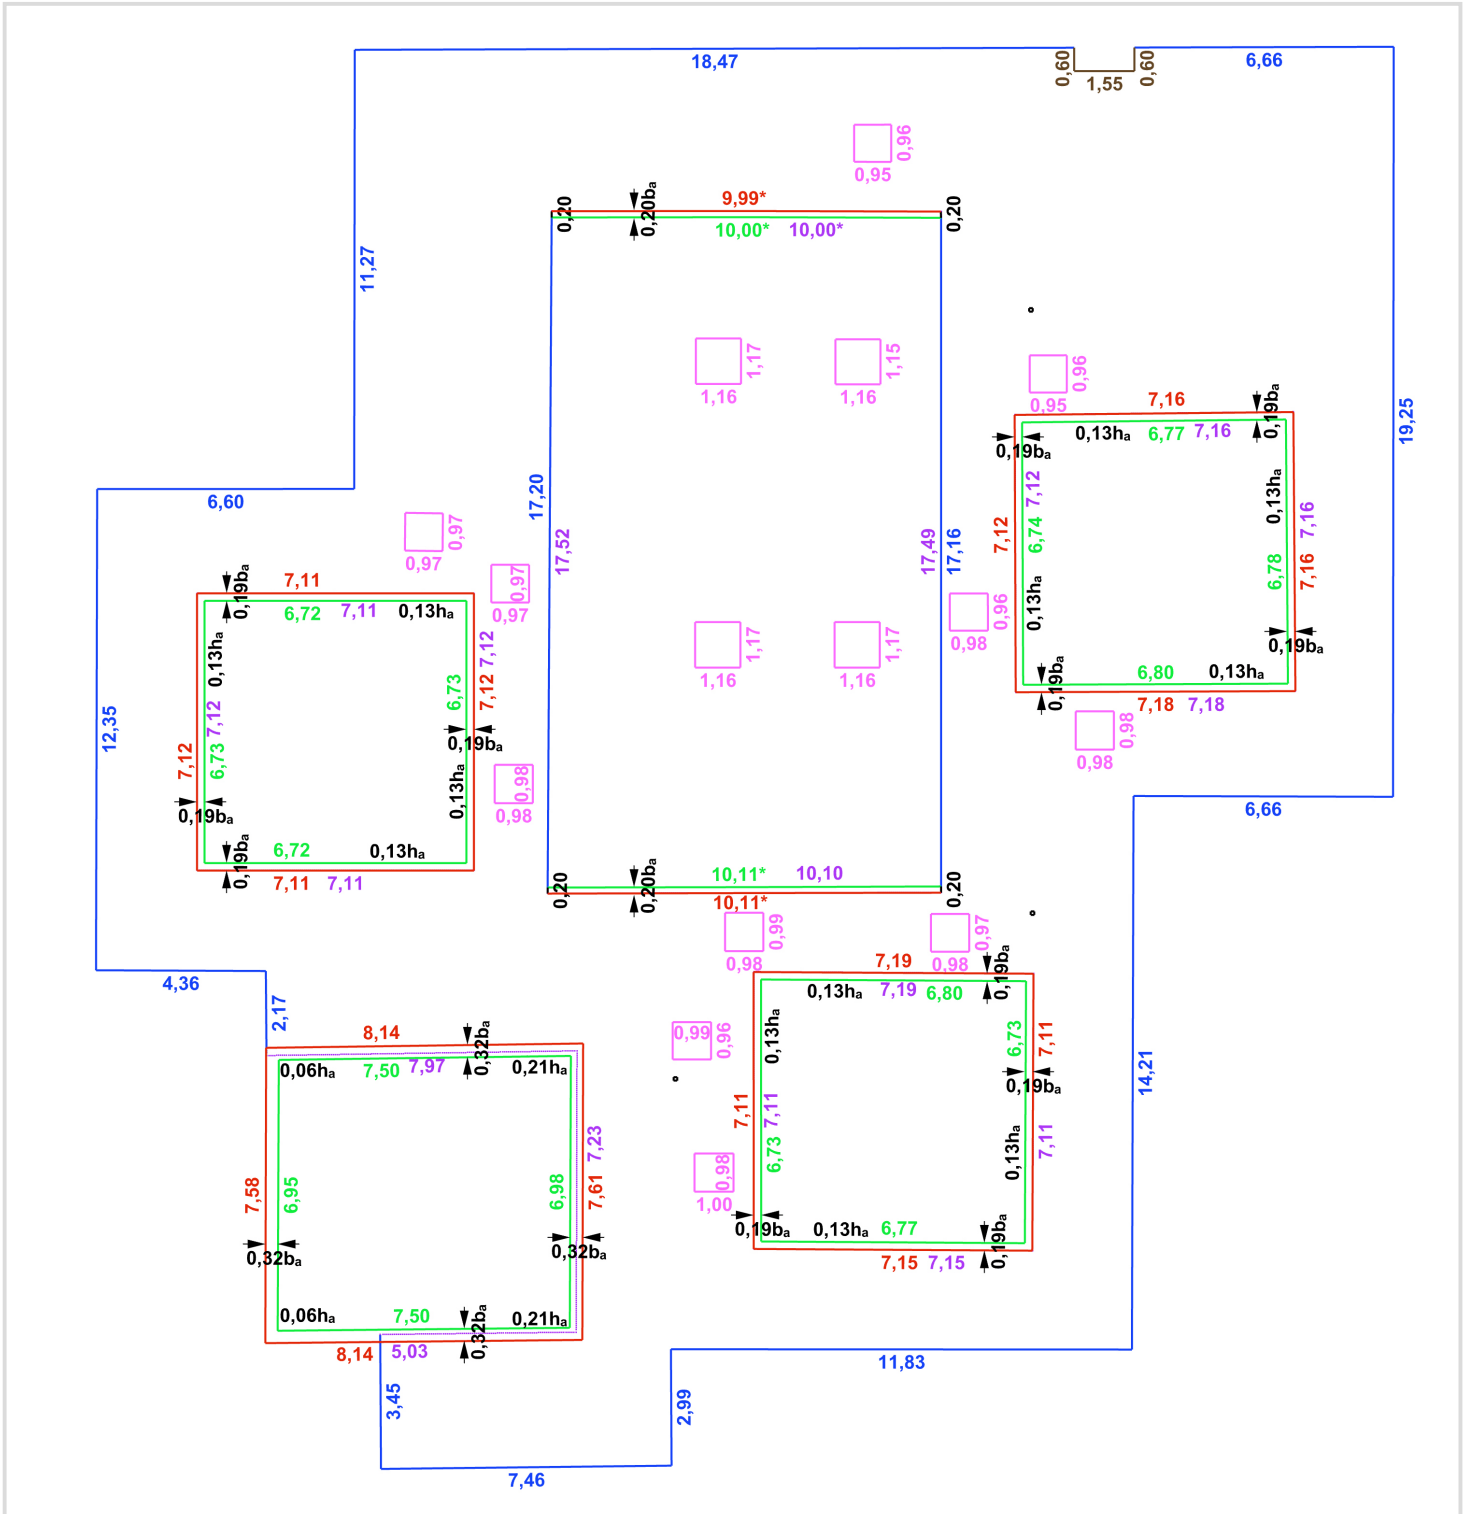 18,47
0,60
1,55
0,60
6,66
0,96
0,95
11,27
0,20
0,20bₐ
9,99*
10,00* 10,00*
0,20
1,17
1,16
1,15
1,16
0,96
0,95
7,16
0,19bₐ
0,13hₐ 6,77 7,16
0,19bₐ
19,25
7,12
7,12
6,74
0,13hₐ
0,13hₐ
6,78
7,16
7,16
0,19bₐ
0,19bₐ
6,80 0,13hₐ
7,18 7,18
17,20
17,52
17,49
17,16
6,60
0,97
0,97
0,97
0,97
0,96
0,98
1,17
1,16
1,17
1,16
0,98
0,98
7,11
0,19bₐ
6,72 7,11 0,13hₐ
0,13hₐ
7,12
6,73
7,12
0,19bₐ
6,73
7,12
7,12
0,19bₐ
0,13hₐ
0,19bₐ
6,72 0,13hₐ
7,11 7,11
12,35
0,98
0,98
6,66
0,20
0,20bₐ
10,11* 10,10
10,11*
0,20
0,99
0,98
0,97
0,98
4,36
2,17
7,19
0,19bₐ
0,13hₐ 7,19 6,80
0,13hₐ
7,11
7,11
6,73
6,73
7,11
0,19bₐ
0,13hₐ
7,11
0,19bₐ
0,13hₐ 6,77
0,19bₐ
7,15 7,15
0,99
0,96
0,98
1,00
14,21
8,14
0,32bₐ
0,06hₐ 7,50 7,97 0,21hₐ
7,58
6,95
0,32bₐ
6,98
7,23
7,61
0,32bₐ
0,06hₐ 7,50 0,21hₐ
0,32bₐ
8,14 5,03
3,45
2,99
11,83
7,46